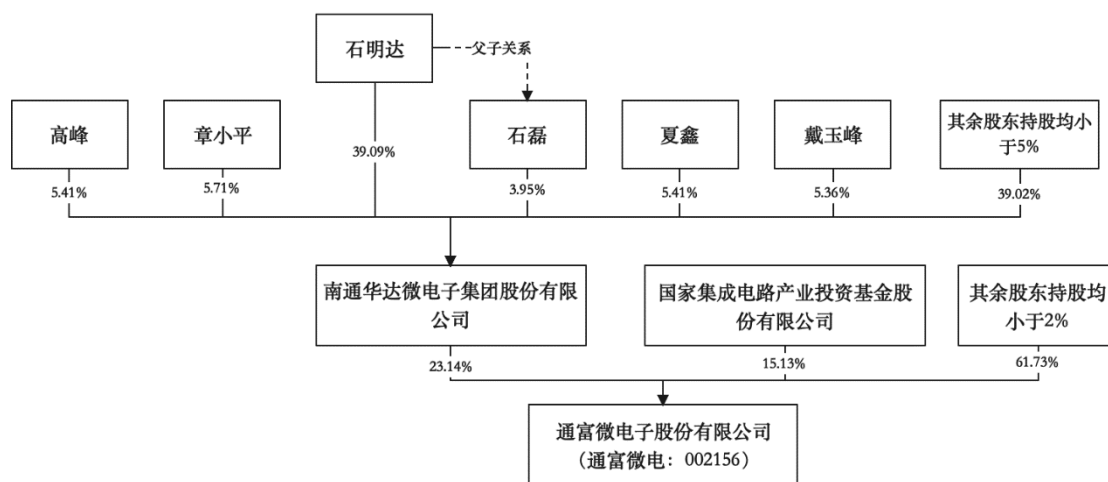 石明达
父子关系
高峰
章小平
石磊
夏鑫
戴玉峰
其余股东持股均小
于5%
5.41%
5.71%
39.09%
3.95%
5.41%
5.36%
39.02%
南通华达微电子集团股份有限
公司
国家集成电路产业投资基金股
份有限公司
其余股东持股均
小于2%
23.14%
15.13%
61.73%
通富微电子股份有限公司
（通富微电：002156）